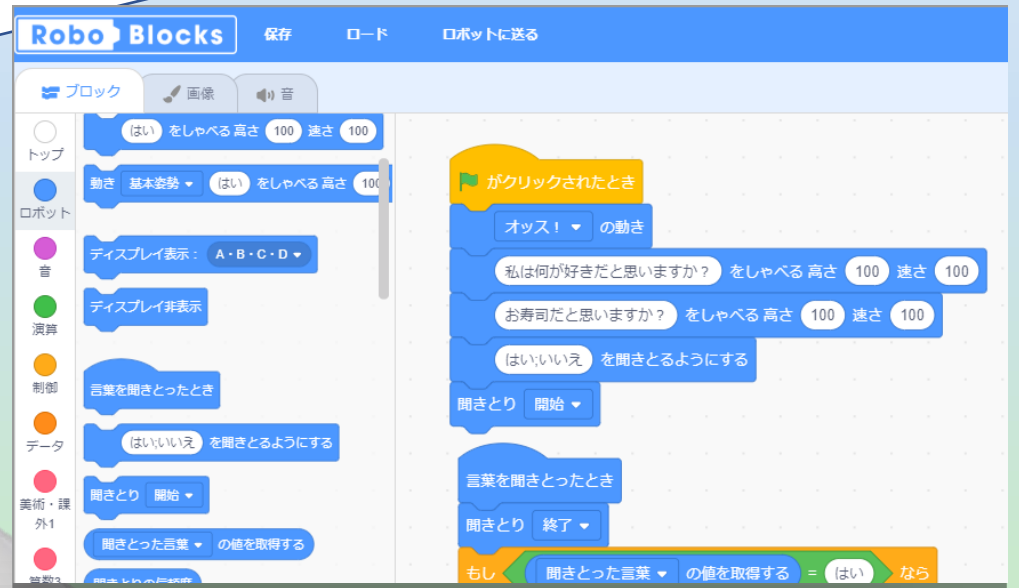 Robo Blocks 保存 ロード ロボットに送る
ブロック 画像 音
トップ
ロボット
音
演算
制御
データ
美術・課
外1
算数3
はい をしゃべる 高さ 100 速さ 100
動き 基本姿勢 はい をしゃべる 高さ 100
ディスプレイ表示: A・B・C・D
ディスプレイ非表示
言葉を聞きとったとき
はい;いいえ を聞きとるようにする
聞きとり 開始
聞きとった言葉 の値を取得する
聞きとりの信頼度
がクリックされたとき
オッス! の動き
私は何が好きだと思いますか? をしゃべる 高さ 100 速さ 100
お寿司だと思いますか? をしゃべる 高さ 100 速さ 100
はい;いいえ を聞きとるようにする
聞きとり 開始
言葉を聞きとったとき
聞きとり 終了
もし 聞きとった言葉 の値を取得する = はい なら